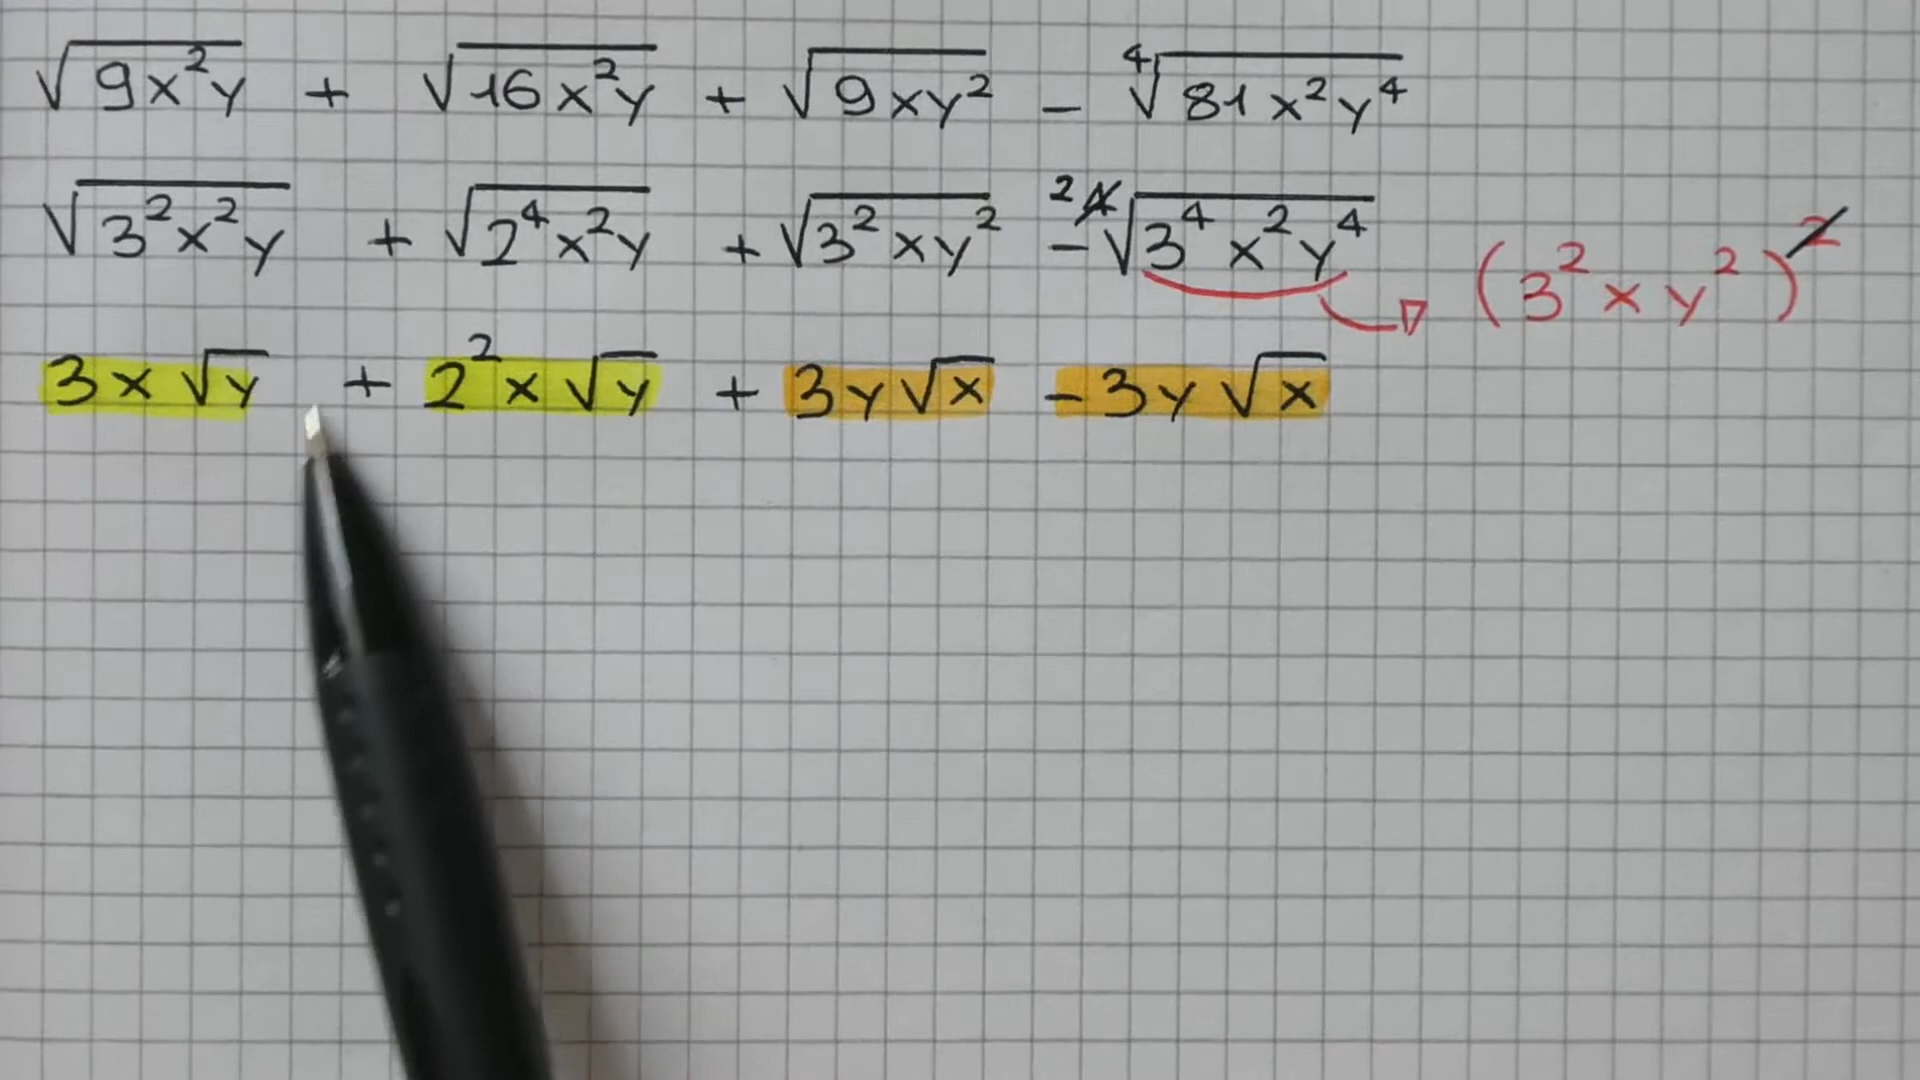 √9x²y + √16x²y + √9xy² - ⁴√81x²y⁴
√3²x²y + √2⁴x²y + √3²xy² - ²4√3⁴x²y⁴ (3²xy²)²
3x√y + 2²x√y + 3y√x - 3y√x